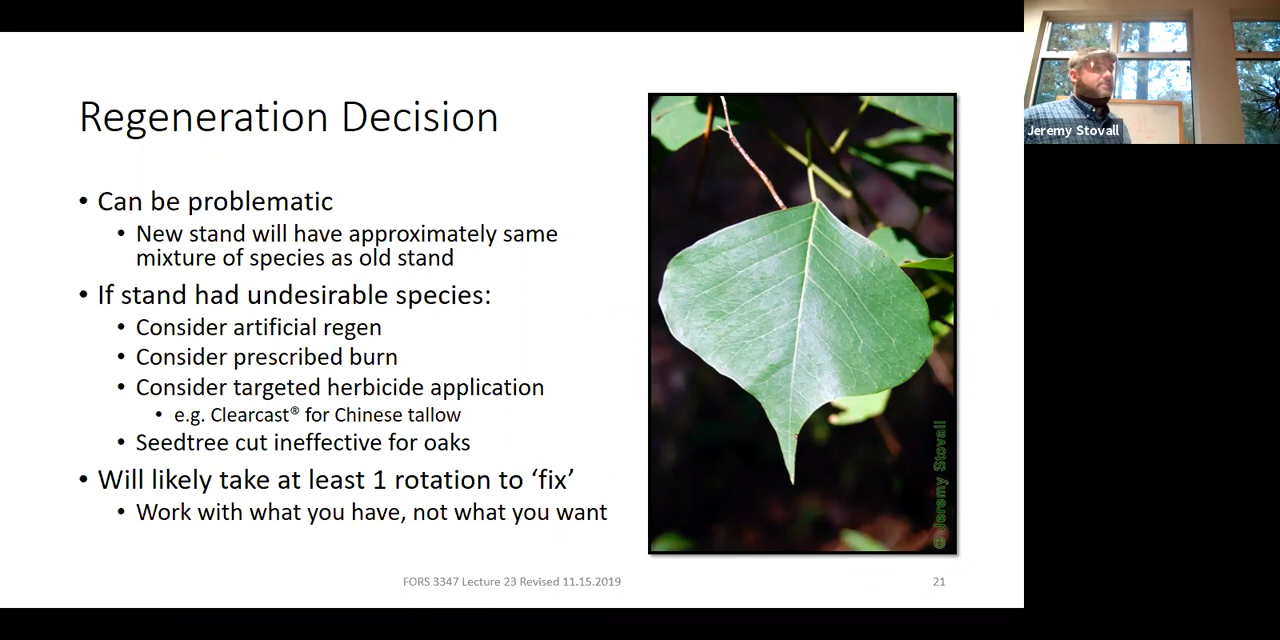 Regeneration Decision
• Can be problematic
• New stand will have approximately same
mixture of species as old stand
• If stand had undesirable species:
• Consider artificial regen
• Consider prescribed burn
• Consider targeted herbicide application
• e.g. Clearcast® for Chinese tallow
• Seedtree cut ineffective for oaks
• Will likely take at least 1 rotation to ‘fix’
• Work with what you have, not what you want
© Jeremy Stovall
FORS 3347 Lecture 23 Revised 11.15.2019
21
Jeremy Stovall